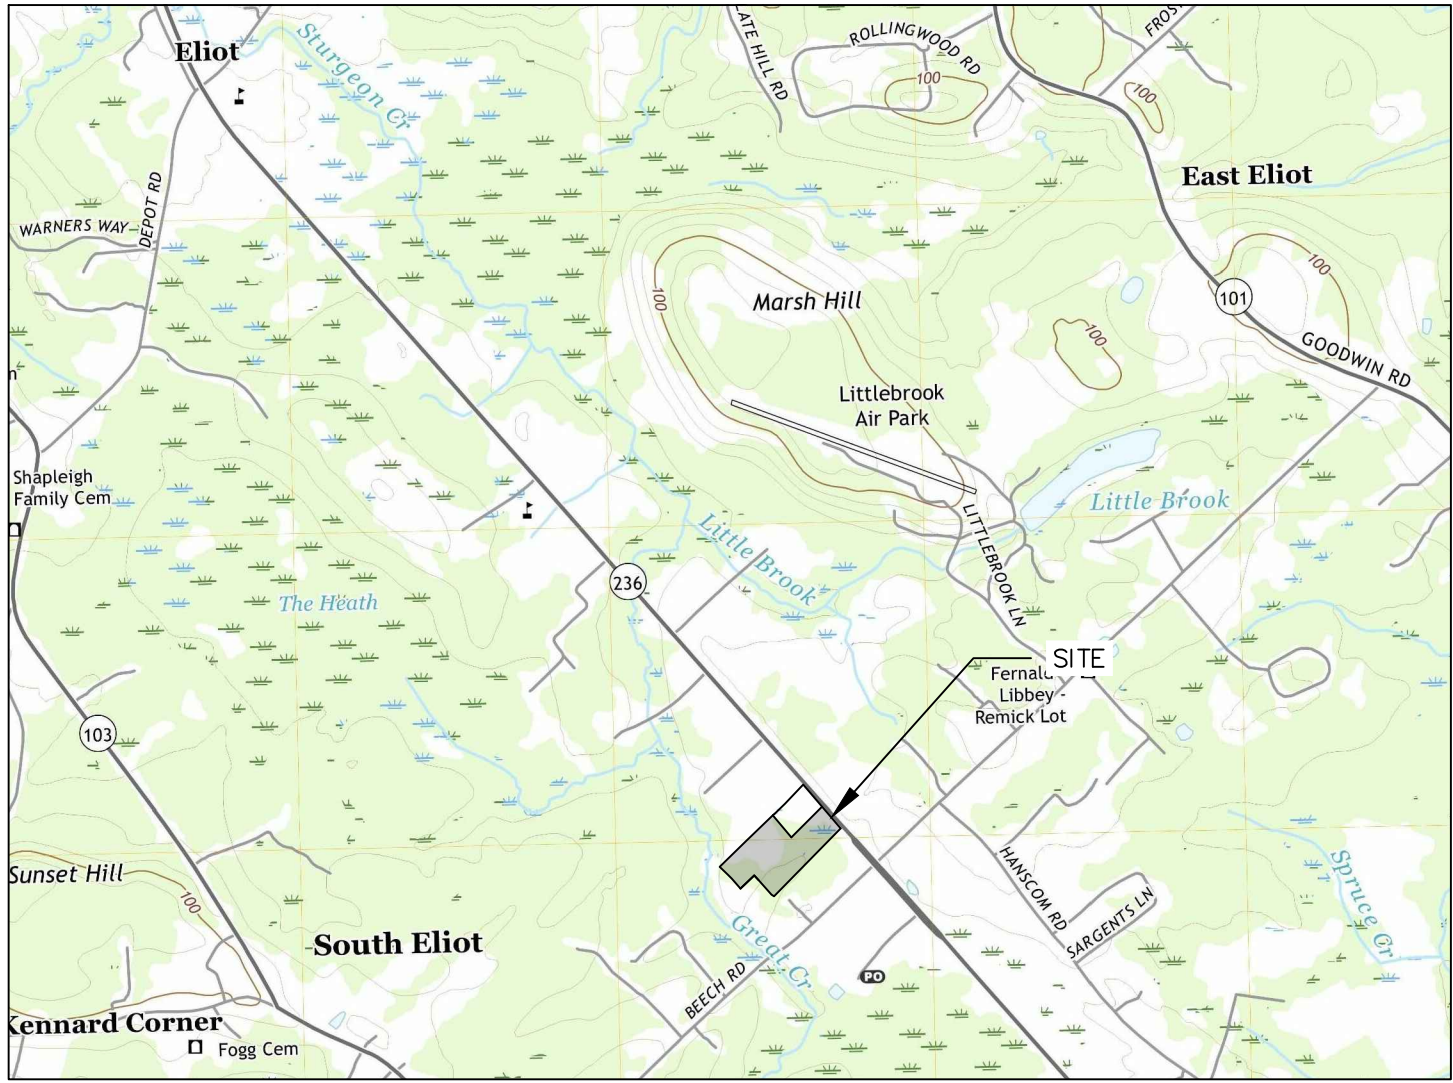 Eliot
Sturgeon Cr
ATE HILL RD
ROLLINGWOOD RD
100
FROS
100
East Eliot
DEPOT RD
WARNERS WAY
100
Marsh Hill
101
100
100
GOODWIN RD
Littlebrook
Air Park
Shapleigh
Family Cem
Little Brook
LITTLEBROOK LN
Little Brook
236
The Heath
SITE
Fernald
Libbey -
Remick Lot
103
Sunset Hill
100
HANSCOM RD
SARGENTS LN
Spruce Cr
South Eliot
Great Cr
BEECH RD
PO
Kennard Corner
Fogg Cem